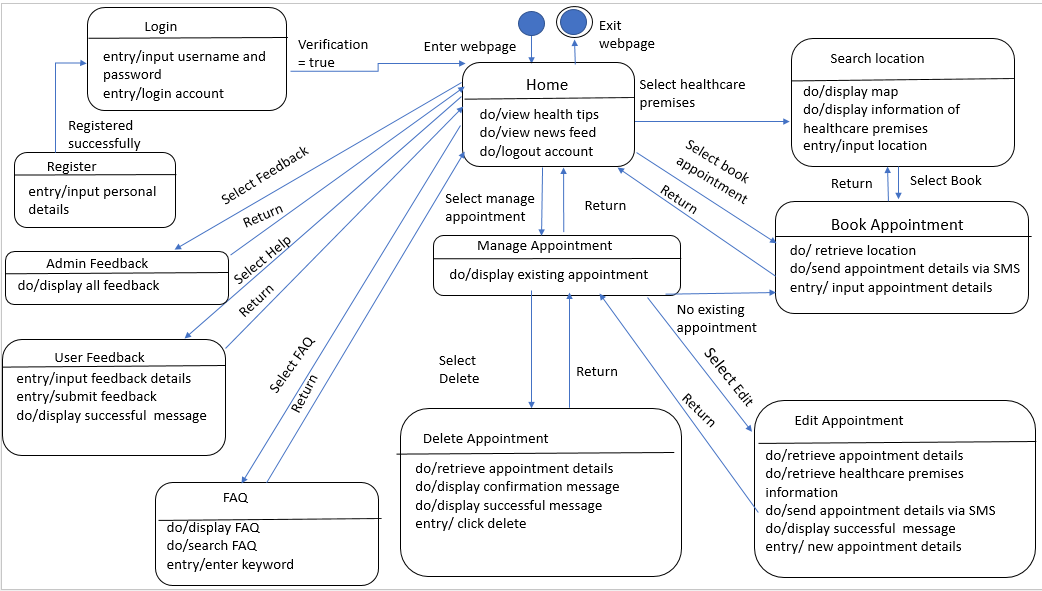 Login
entry/input username and
password
entry/login account
Verification
= true
Enter webpage
Exit
webpage
Home
do/view health tips
do/view news feed
do/logout account
Select healthcare
premises
Search location
do/display map
do/display information of
healthcare premises
entry/input location
Registered
successfully
Register
entry/input personal
details
Select Feedback
Return
Select Help
Return
Select manage
appointment
Return
Select book
appointment
Return
Return
Select Book
Book Appointment
do/ retrieve location
do/send appointment details via SMS
entry/ input appointment details
Admin Feedback
do/display all feedback
Manage Appointment
do/display existing appointment
No existing
appointment
User Feedback
entry/input feedback details
entry/submit feedback
do/display successful  message
Select FAQ
Return
Select
Delete
Return
Select Edit
Return
Delete Appointment
do/retrieve appointment details
do/display confirmation message
do/display successful message
entry/ click delete
Edit Appointment
do/retrieve appointment details
do/retrieve healthcare premises
information
do/send appointment details via SMS
do/display successful  message
entry/ new appointment details
FAQ
do/display FAQ
do/search FAQ
entry/enter keyword